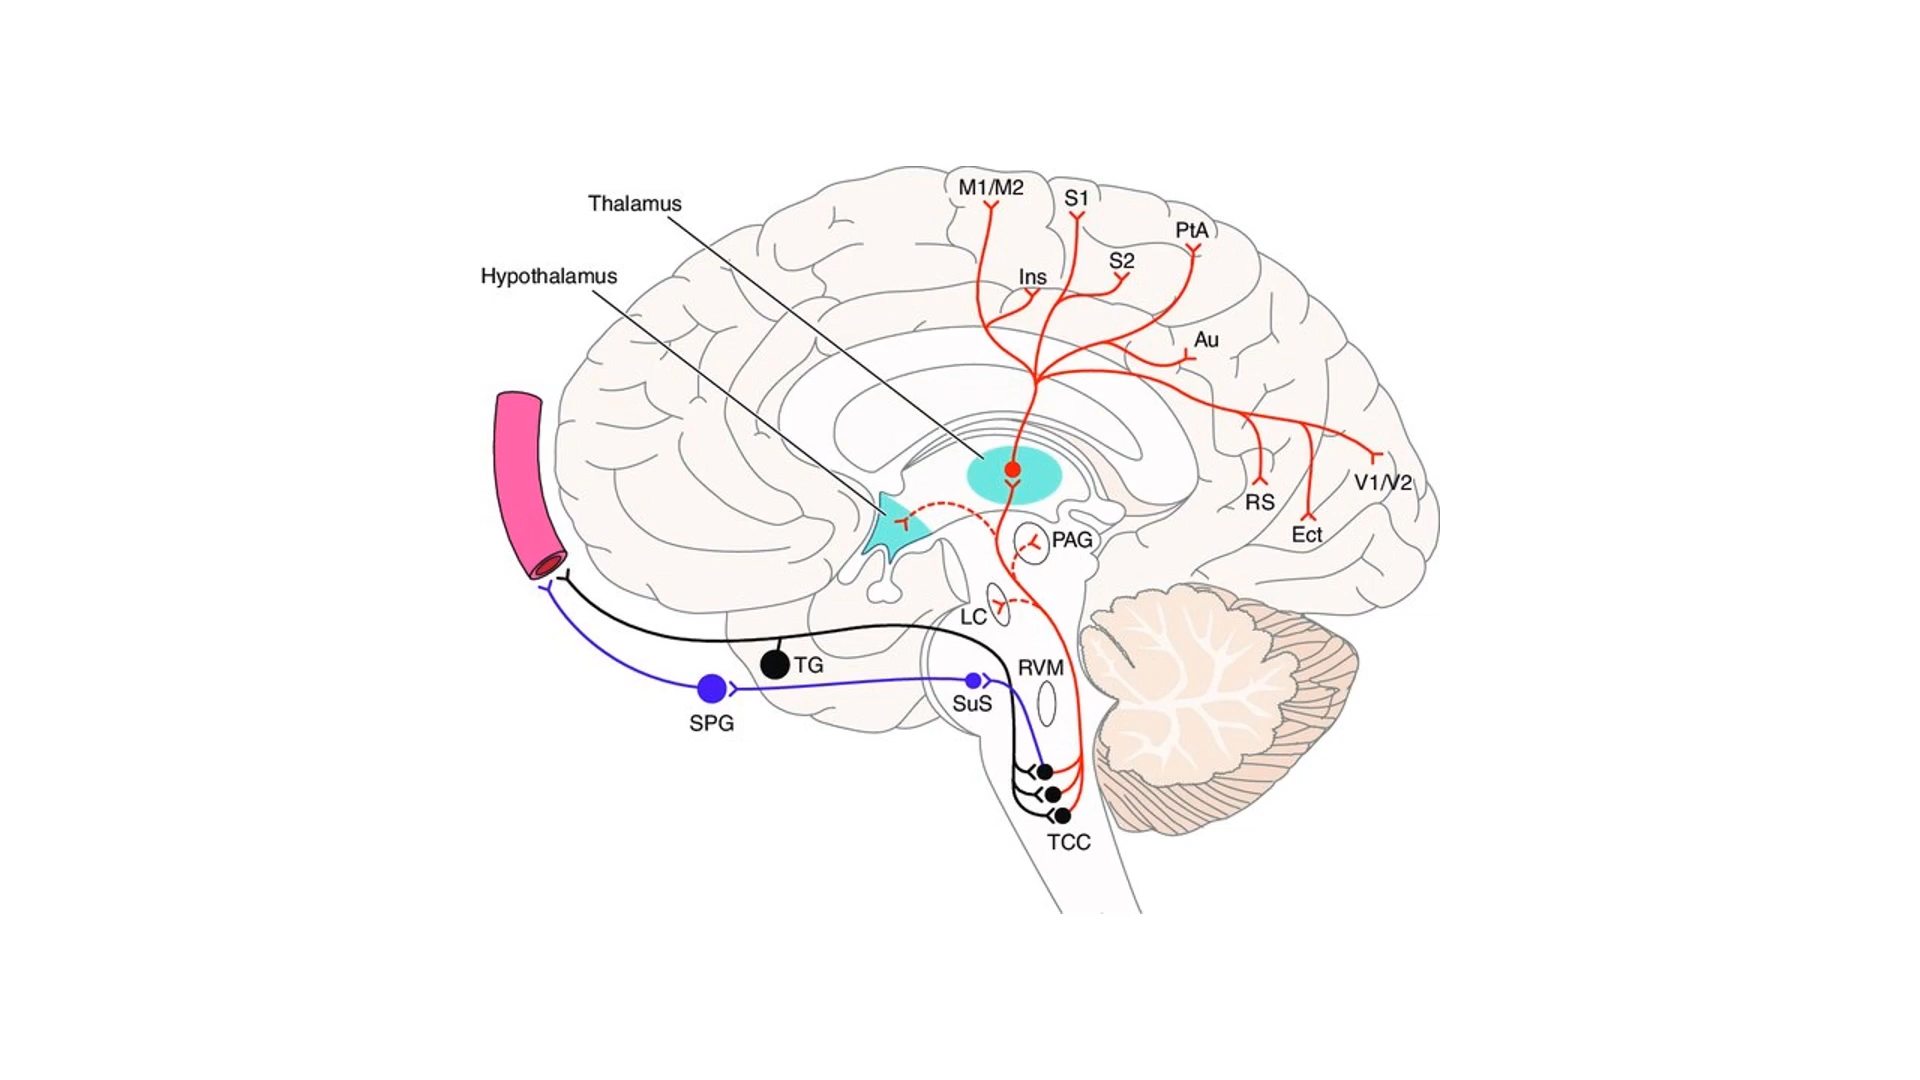 M1/M2
S1
Thalamus
PtA
S2
Hypothalamus
Ins
Au
V1/V2
RS
Ect
PAG
LC
TG
RVM
SuS
SPG
TCC